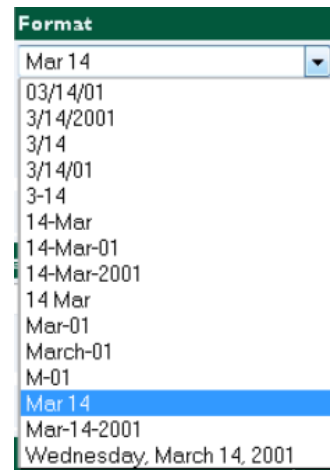 Format
Mar 14
03/14/01
3/14/2001
3/14
3/14/01
3-14
14-Mar
14-Mar-01
14-Mar-2001
14 Mar
Mar-01
March-01
M-01
Mar 14
Mar-14-2001
Wednesday, March 14, 2001